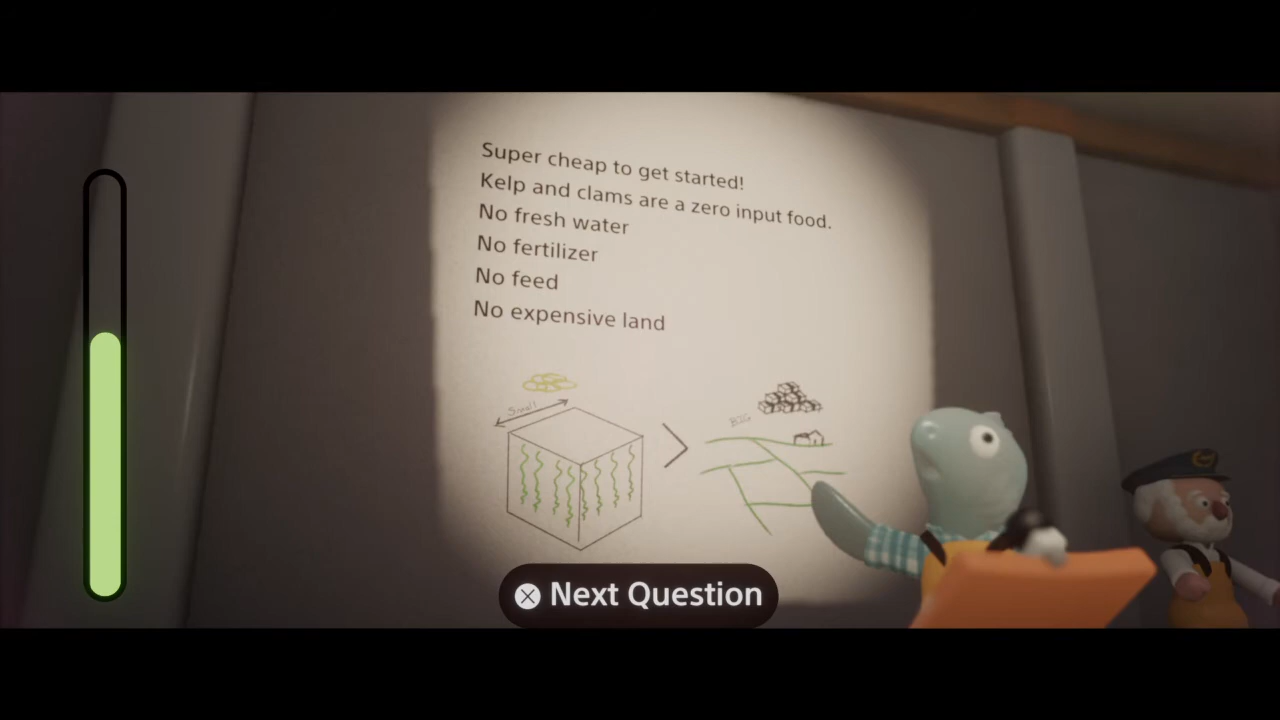 Super cheap to get started!
Kelp and clams are a zero input food.
No fresh water
No fertilizer
No feed
No expensive land
Small
BIG
Next Question